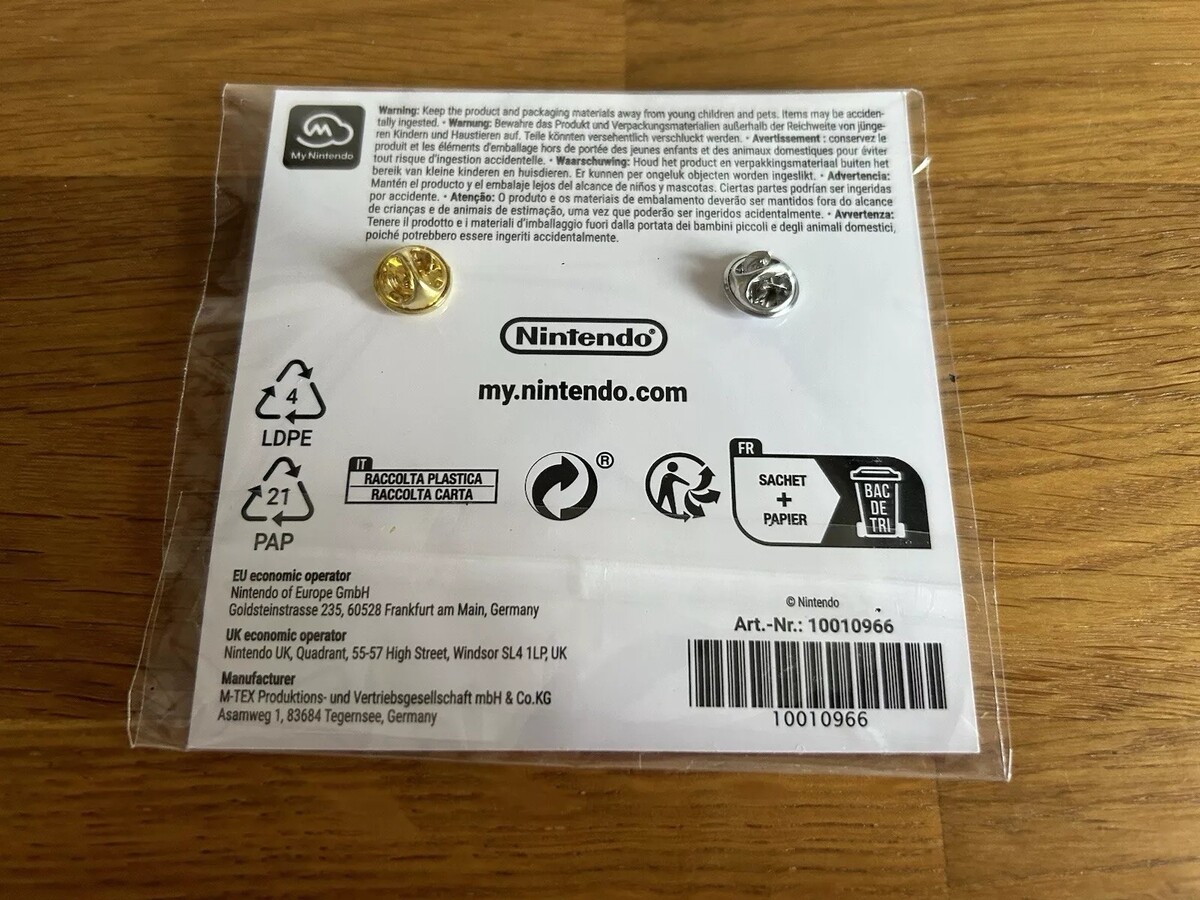 My Nintendo
Warning: Keep the product and packaging materials away from young children and pets. Items may be acciden-
tally ingested. • Warnung: Bewahre das Produkt und Verpackungsmaterialien außerhalb der Reichweite von jünge-
ren Kindern und Haustieren auf. Teile könnten versehentlich verschluckt werden. • Avertissement : conservez le
produit et les éléments d'emballage hors de portée des jeunes enfants et des animaux domestiques pour éviter
tout risque d'ingestion accidentelle. • Waarschuwing: Houd het product en verpakkingsmateriaal buiten het
bereik van kleine kinderen en huisdieren. Er kunnen per ongeluk objecten worden ingeslikt. • Advertencia:
Mantén el producto y el embalaje lejos del alcance de niños y mascotas. Ciertas partes podrían ser ingeridas
por accidente. • Atenção: O produto e os materiais de embalamento deverão ser mantidos fora do alcance
de crianças e de animais de estimação, uma vez que poderão ser ingeridos acidentalmente. • Avvertenza:
Tenere il prodotto e i materiali d'imballaggio fuori dalla portata dei bambini piccoli e degli animali domestici,
poiché potrebbero essere ingeriti accidentalmente.
Nintendo®
my.nintendo.com
4
LDPE
21
PAP
IT
RACCOLTA PLASTICA
RACCOLTA CARTA
®
FR
SACHET
+
PAPIER
BAC
DE
TRI
EU economic operator
Nintendo of Europe GmbH
Goldsteinstrasse 235, 60528 Frankfurt am Main, Germany
UK economic operator
Nintendo UK, Quadrant, 55-57 High Street, Windsor SL4 1LP, UK
Manufacturer
M-TEX Produktions- und Vertriebsgesellschaft mbH & Co.KG
Asamweg 1, 83684 Tegernsee, Germany
© Nintendo
Art.-Nr.: 10010966
10010966